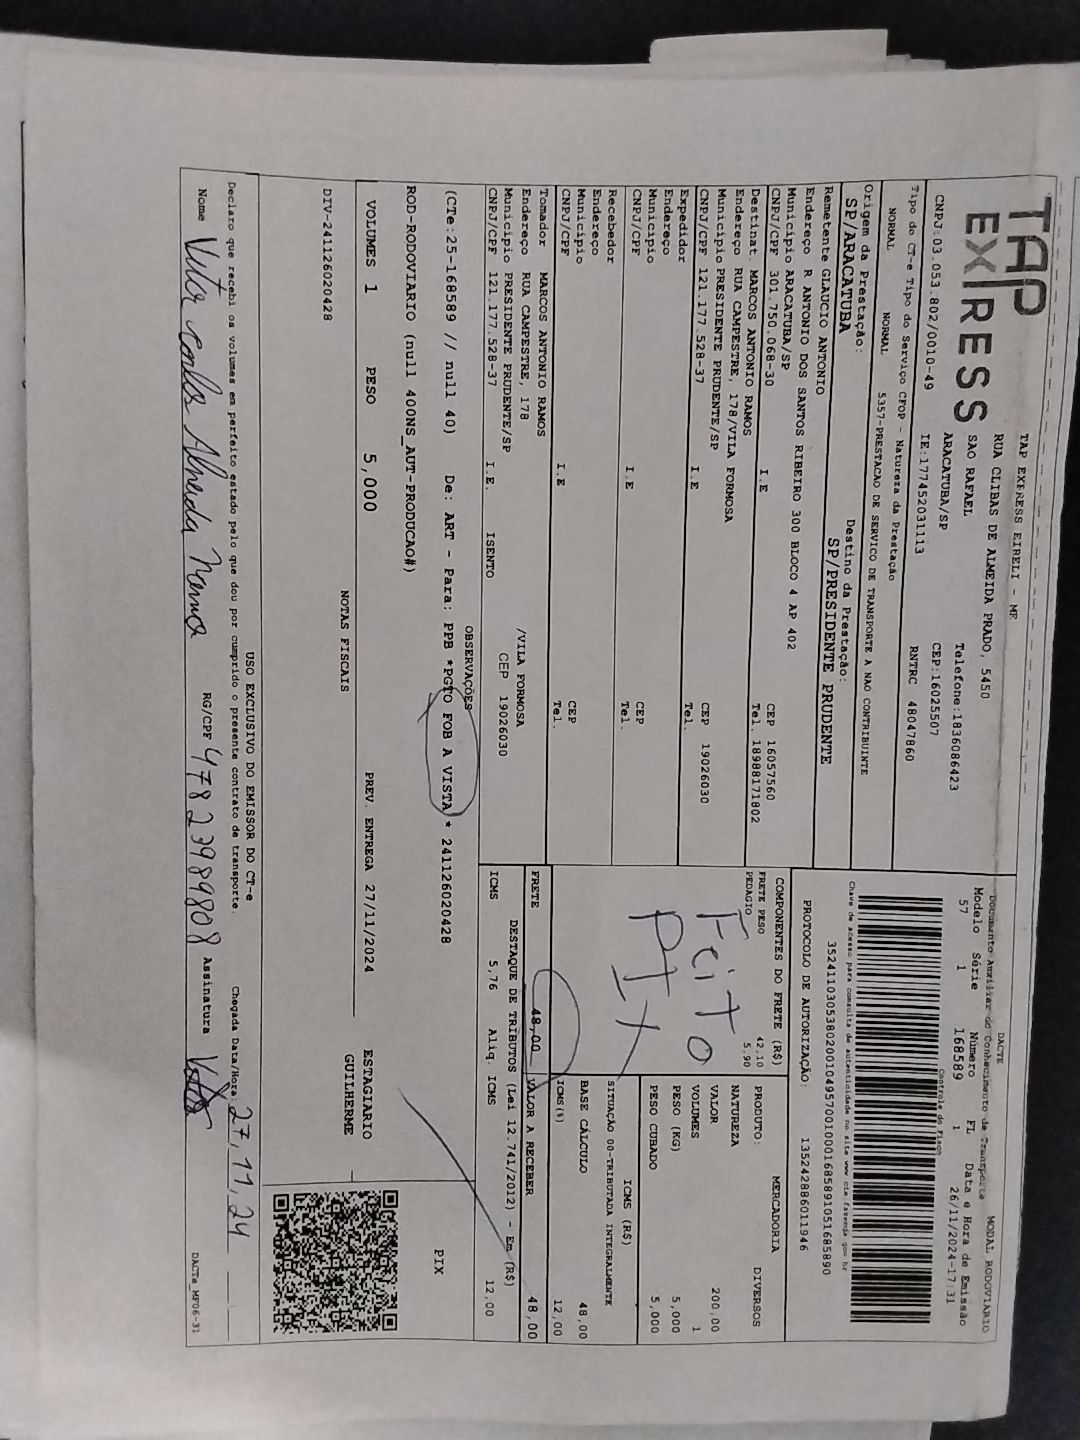 TAP
EXPRESS
TAP EXPRESS EIRELI - ME
RUA CLIBAS DE ALMEIDA PRADO, 5450
SAO RAFAEL Telefone:1836086423
ARACATUBA/SP CEP:16025507
CNPJ:03.053.802/0010-49 IE:177452031113 RNTRC 48047860
Tipo do CT-e Tipo do Serviço CFOP - Natureza da Prestação
NORMAL NORMAL 5357-PRESTACAO DE SERVICO DE TRANSPORTE A NAO CONTRIBUINTE
Origem da Prestação: Destino da Prestação:
SP/ARACATUBA SP/PRESIDENTE PRUDENTE
Remetente GLAUCIO ANTONIO
Endereço R ANTONIO DOS SANTOS RIBEIRO 300 BLOCO 4 AP 402
Município ARACATUBA/SP CEP 16057560
CNPJ/CPF 301.750.068-30 I.E Tel. 18988171802
Destinat. MARCOS ANTONIO RAMOS
Endereço RUA CAMPESTRE, 178/VILA FORMOSA
Município PRESIDENTE PRUDENTE/SP CEP 19026030
CNPJ/CPF 121.177.528-37 I.E Tel.
Expedidor
Endereço
Município CEP
CNPJ/CPF I.E Tel.
Recebedor
Endereço
Município CEP
CNPJ/CPF I.E Tel.
Tomador MARCOS ANTONIO RAMOS
Endereço RUA CAMPESTRE, 178 /VILA FORMOSA
Município PRESIDENTE PRUDENTE/SP CEP 19026030
CNPJ/CPF 121.177.528-37 I.E. ISENTO
DACTE MODAL RODOVIARIO
Documento Auxiliar do Conhecimento de Transporte
Modelo Série Número FL Data e Hora de Emissão
57 1 168589 1 26/11/2024-17:31
Controle do Fisco
Chave de acesso para consulta de autenticidade no site www.cte.fazenda.gov.br
35241103053802001049570010001685891051685890
PROTOCOLO DE AUTORIZAÇÃO: 135242886011946
COMPONENTES DO FRETE (R$)
FRETE PESO 42,10
PEDAGIO 5,90
Feito
PIX
FRETE 48,00
MERCADORIA
PRODUTO: DIVERSOS
NATUREZA
VALOR 200,00
VOLUMES 1
PESO (KG) 5,000
PESO CUBADO 5,000
ICMS (R$)
SITUAÇÃO 00-TRIBUTADA INTEGRALMENTE
BASE CÁLCULO 48,00
ICMS(%) 12,00
VALOR A RECEBER 48,00
DESTAQUE DE TRIBUTOS (Lei 12.741/2012) - Em (R$)
ICMS 5,76 Aliq. ICMS 12,00
OBSERVAÇÕES
(CTe:25-168589 // null 40) De: ART - Para: PPB *PGTO FOB A VISTA* 241126020428
ROD-RODOVIARIO (null 400NS_AUT-PRODUCAO#)
PIX
VOLUMES 1 PESO 5,000 PREV. ENTREGA 27/11/2024 ESTAGIARIO
GUILHERME
NOTAS FISCAIS
DIV-241126020428
USO EXCLUSIVO DO EMISSOR DO CT-e
Declaro que recebi os volumes em perfeito estado pelo que dou por cumprido o presente contrato de transporte. Chegada Data/Hora: 27,11,24
Nome Almeida RG/CPF 47823989808 Assinatura
DACTe_MF06-31